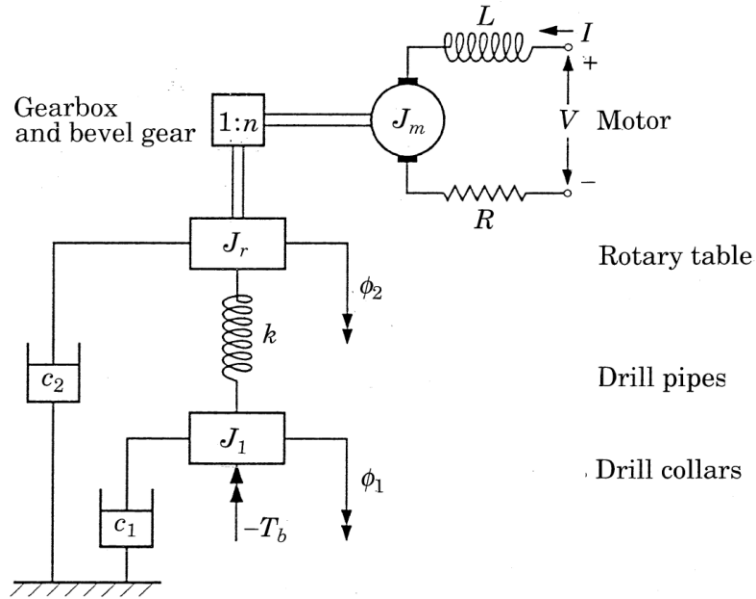 L
I
+
Gearbox
and bevel gear
1:n
J_m
V
Motor
−
R
J_r
Rotary table
ϕ_2
k
c_2
Drill pipes
J_1
Drill collars
ϕ_1
c_1
−T_b